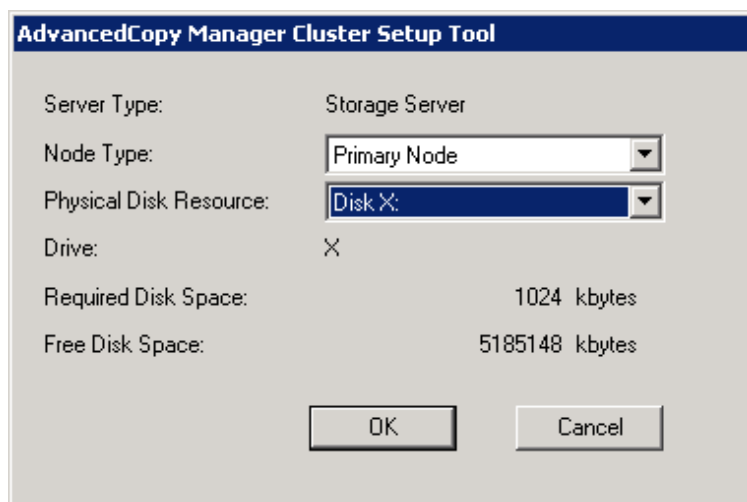 AdvancedCopy Manager Cluster Setup Tool
Server Type: Storage Server
Node Type: Primary Node
Physical Disk Resource: Disk X:
Drive: X
Required Disk Space: 1024 kbytes
Free Disk Space: 5185148 kbytes
OK Cancel